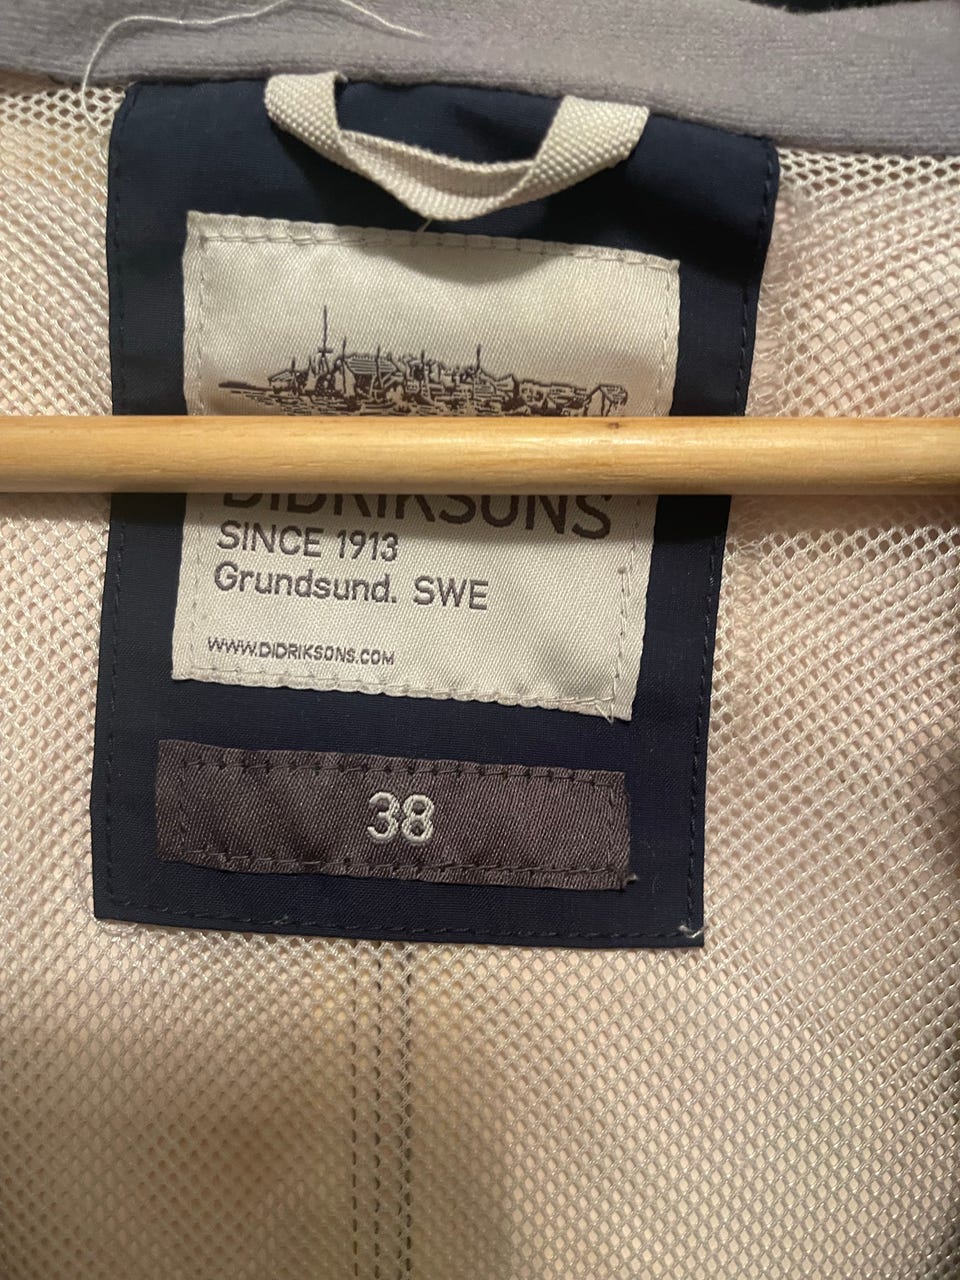 DIDRIKSONS
SINCE 1913
Grundsund. SWE
WWW.DIDRIKSONS.COM
38